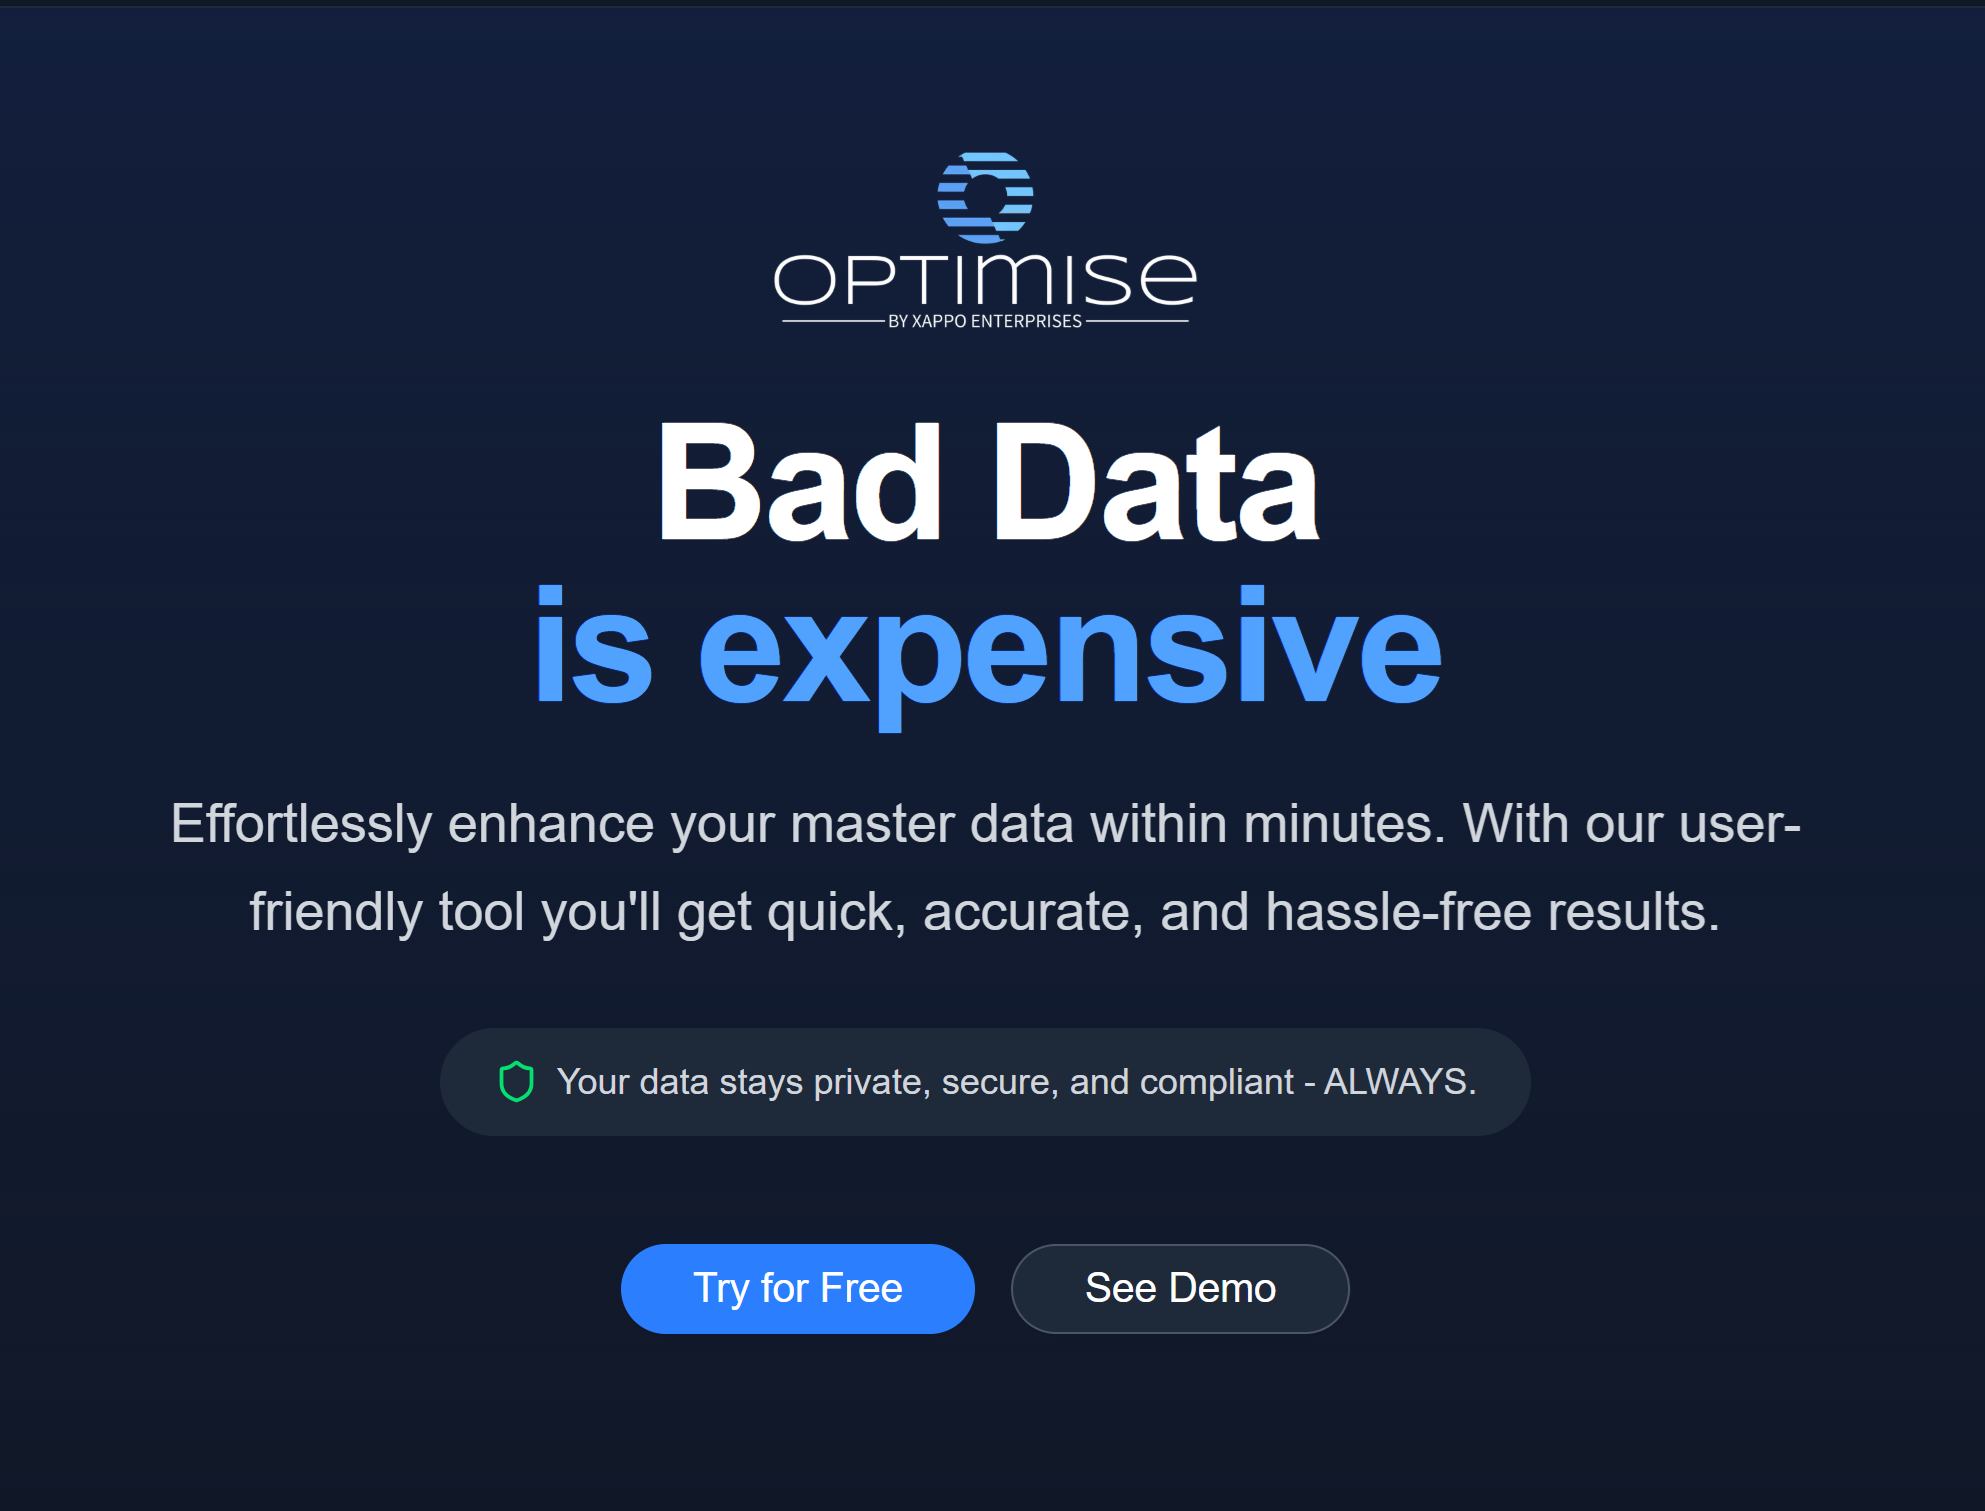 OPTIMISE
BY XAPPO ENTERPRISES
Bad Data
is expensive
Effortlessly enhance your master data within minutes. With our user-
friendly tool you'll get quick, accurate, and hassle-free results.
Your data stays private, secure, and compliant - ALWAYS.
Try for Free
See Demo